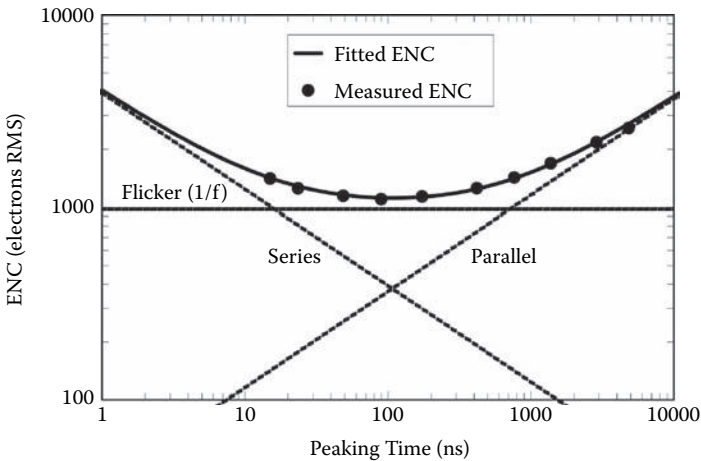 10000
Fitted ENC
Measured ENC
Flicker (1/f)
1000
Series
Parallel
ENC (electrons RMS)
100
1
10
100
1000
10000
Peaking Time (ns)